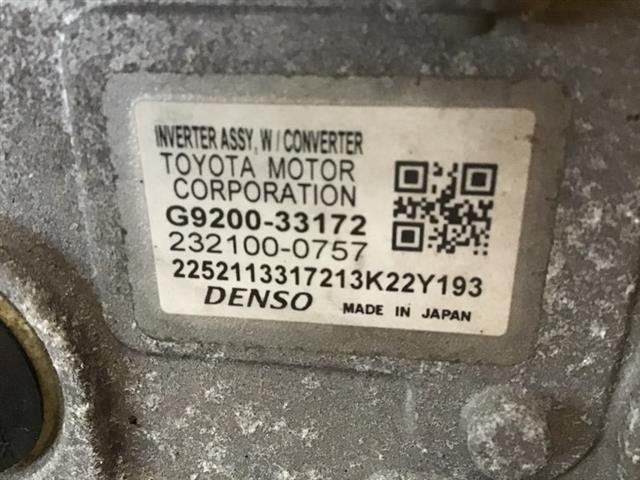 INVERTER ASSY, W / CONVERTER
TOYOTA MOTOR
CORPORATION
G9200-33172
232100-0757
2252113317213K22Y193
DENSO MADE IN JAPAN